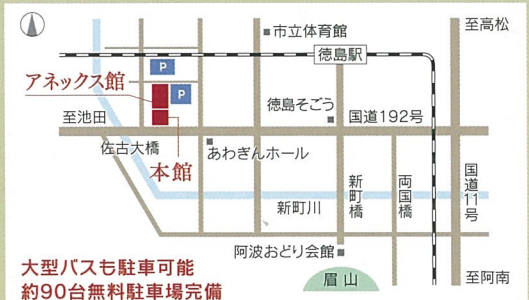 市立体育館
至高松
徳島駅
P
アネックス館
P
徳島そごう
至池田
国道192号
佐古大橋
あわぎんホール
本館
新町川
新町橋
両国橋
国道11号
阿波おどり会館
眉山
至阿南
大型バスも駐車可能
約90台無料駐車場完備